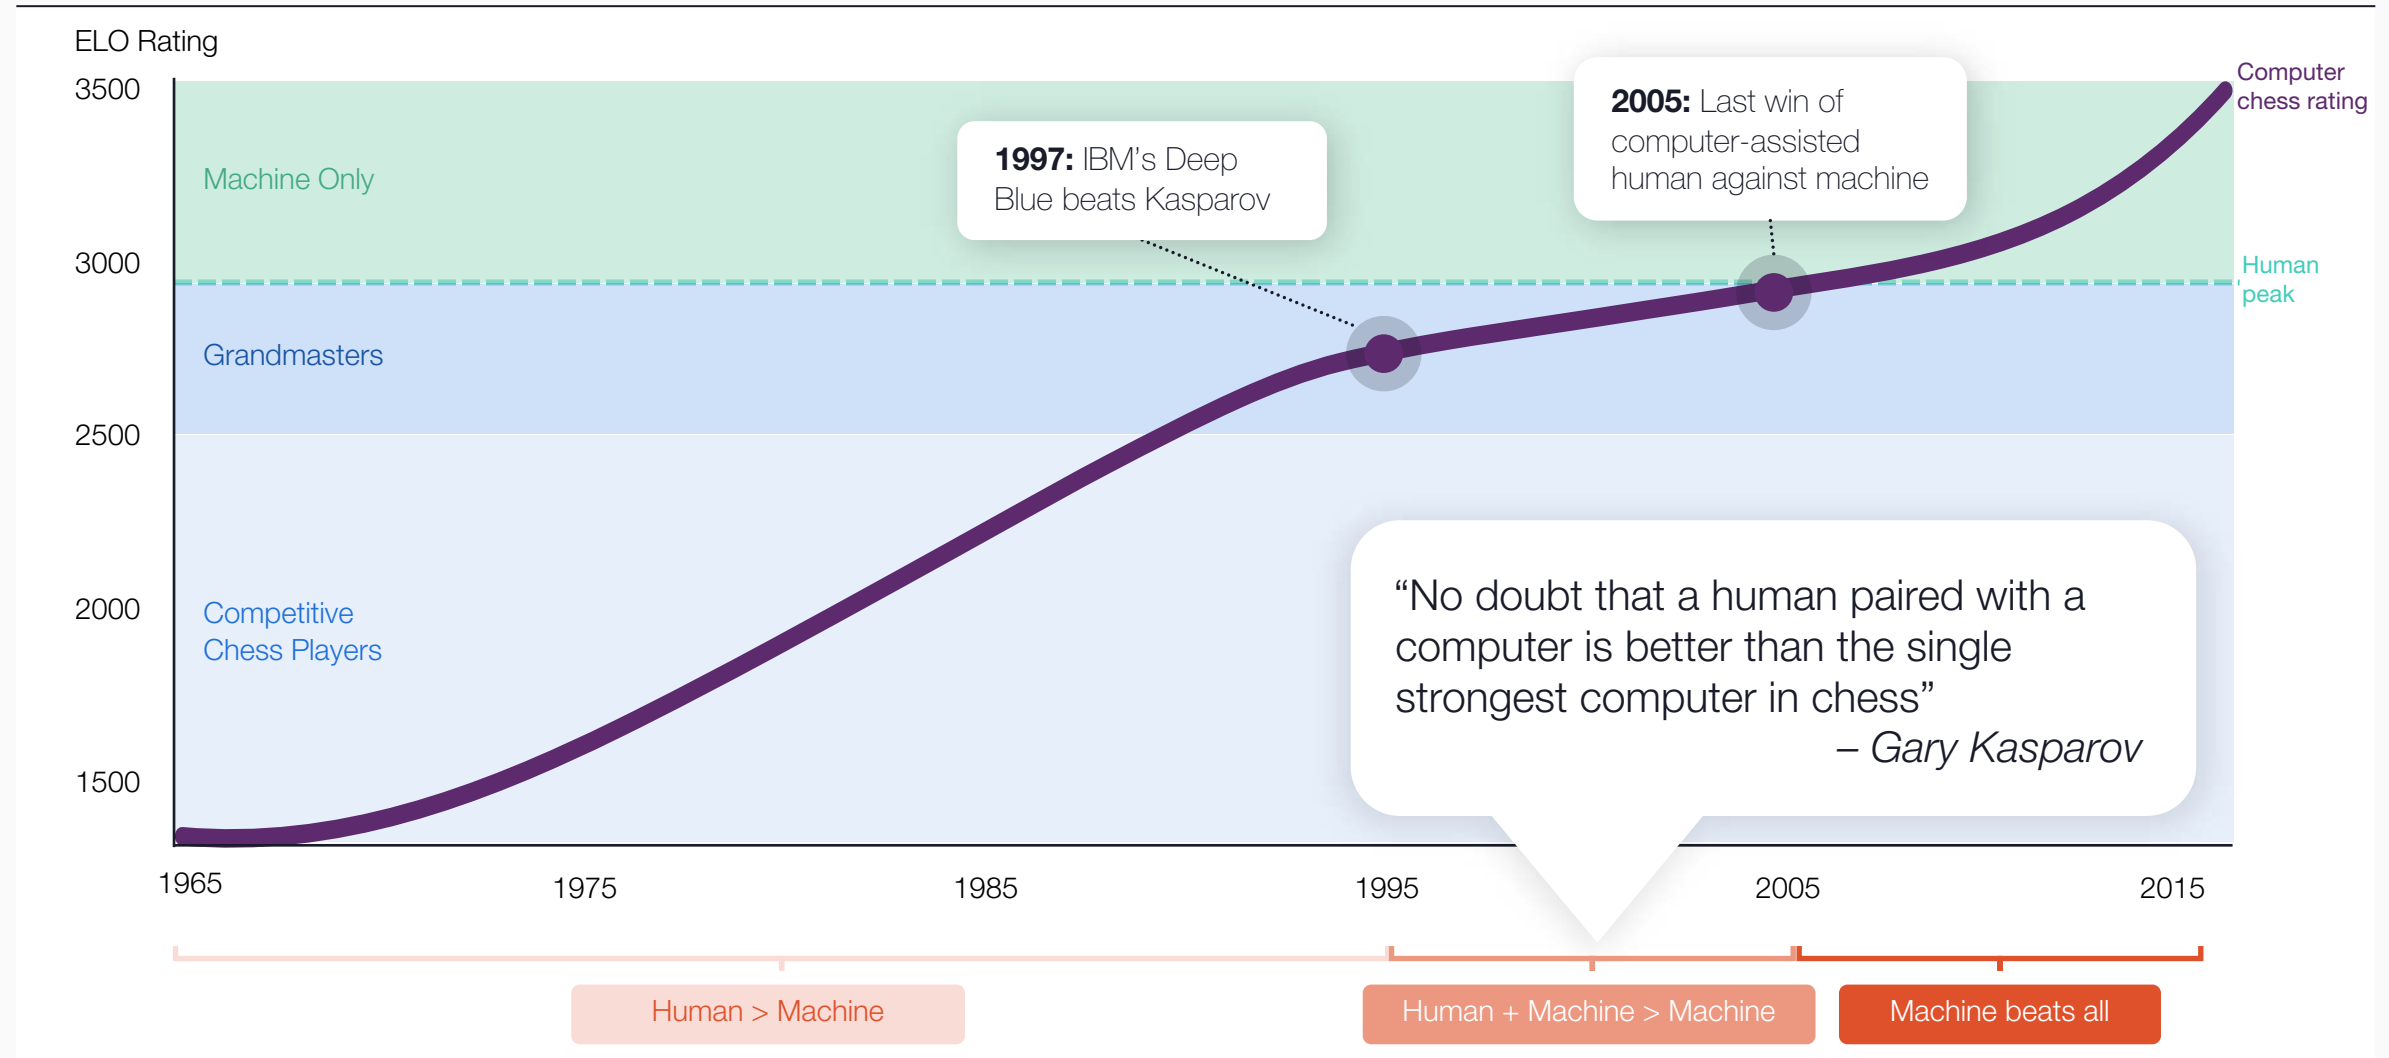 ELO Rating
3500
3000
2500
2000
1500
Machine Only
Grandmasters
Competitive
Chess Players
1997: IBM’s Deep
Blue beats Kasparov
2005: Last win of
computer-assisted
human against machine
Computer
chess rating
Human
peak
“No doubt that a human paired with a
computer is better than the single
strongest computer in chess”
– Gary Kasparov
1965
1975
1985
1995
2005
2015
Human > Machine
Human + Machine > Machine
Machine beats all